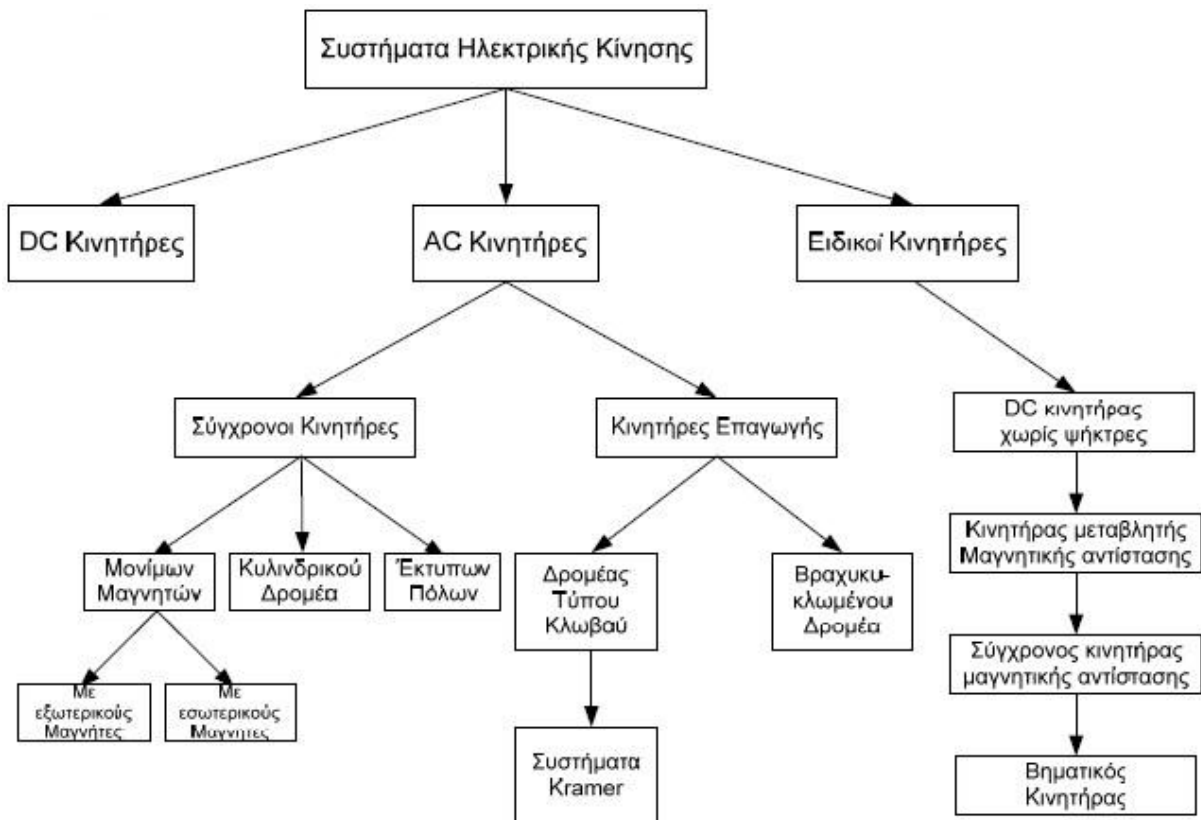 Συστήματα Ηλεκτρικής Κίνησης
DC Κινητήρες
AC Κινητήρες
Ειδικοί Κινητήρες
Σύγχρονοι Κινητήρες
Κινητήρες Επαγωγής
DC κινητήρας
χωρίς ψήκτρες
Μονίμων
Μαγνητών
Κυλινδρικού
Δρομέα
Έκτυπων
Πόλων
Δρομέας
Τύπου
Κλωβαύ
Βραχυκυ-
κλωμένου
Δρομέα
Κινητήρας μεταβλητής
Μαγνητικής αντίστασης
Σύγχρονος κινητήρας
μαγνητικής αντίστασης
Με
εξωτερικούς
Μαγνήτες
Με
εσωτερικούς
Μαγνήτες
Συστήματα
Kramer
Βηματικός
Κινητήρας